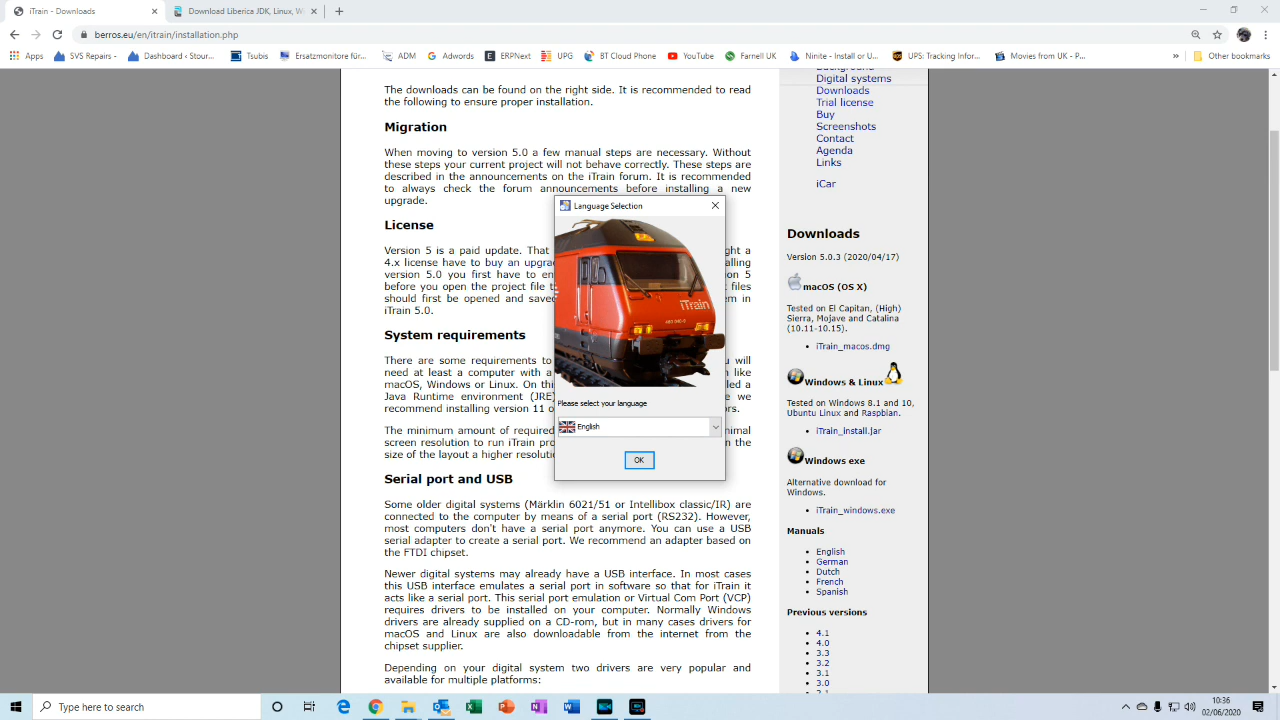 iTrain - Downloads
Download Liberica JDK, Linux, W
berros.eu/en/itrain/installation.php
Apps
SVS Repairs -
Dashboard ‹ Stour...
Tsubis
Ersatzmonitore für...
ADM
Adwords
ERPNext
UPG
BT Cloud Phone
YouTube
Farnell UK
Ninite - Install or U...
UPS: Tracking Infor...
Movies from UK - P...
Other bookmarks
The downloads can be found on the right side. It is recommended to read
the following to ensure proper installation.
Migration
When moving to version 5.0 a few manual steps are necessary. Without
these steps your current project will not behave correctly. These steps are
described in the announcements on the iTrain forum. It is recommended
to always check the forum announcements before installing a new
upgrade.
License
Version 5 is a paid update. That
4.x license have to buy an upgra
version 5.0 you first have to en
before you open the project file t
should first be opened and save
iTrain 5.0.
System requirements
There are some requirements to
need at least a computer with a
macOS, Windows or Linux. On thi
Java Runtime environment (JRE)
recommend installing version 11 o
The minimum amount of required
screen resolution to run iTrain pro
size of the layout a higher resoluti
Serial port and USB
Some older digital systems (Märklin 6021/51 or Intellibox classic/IR) are
connected to the computer by means of a serial port (RS232). However,
most computers don't have a serial port anymore. You can use a USB
serial adapter to create a serial port. We recommend an adapter based on
the FTDI chipset.
Newer digital systems may already have a USB interface. In most cases
this USB interface emulates a serial port in software so that for iTrain it
acts like a serial port. This serial port emulation or Virtual Com Port (VCP)
requires drivers to be installed on your computer. Normally Windows
drivers are already supplied on a CD-rom, but in many cases drivers for
macOS and Linux are also downloadable from the internet from the
chipset supplier.
Depending on your digital system two drivers are very popular and
available for multiple platforms:
Language Selection
iTrain
Please select your language
English
OK
Background
Digital systems
Downloads
Trial license
Buy
Screenshots
Contact
Agenda
Links
iCar
Downloads
Version 5.0.3 (2020/04/17)
macOS (OS X)
Tested on El Capitan, (High)
Sierra, Mojave and Catalina
(10.11-10.15).
iTrain_macos.dmg
Windows & Linux
Tested on Windows 8.1 and 10,
Ubuntu Linux and Raspbian.
iTrain_install.jar
Windows exe
Alternative download for
Windows.
iTrain_windows.exe
Manuals
English
German
Dutch
French
Spanish
Previous versions
4.1
4.0
3.3
3.2
3.1
3.0
Type here to search
10:36
02/06/2020